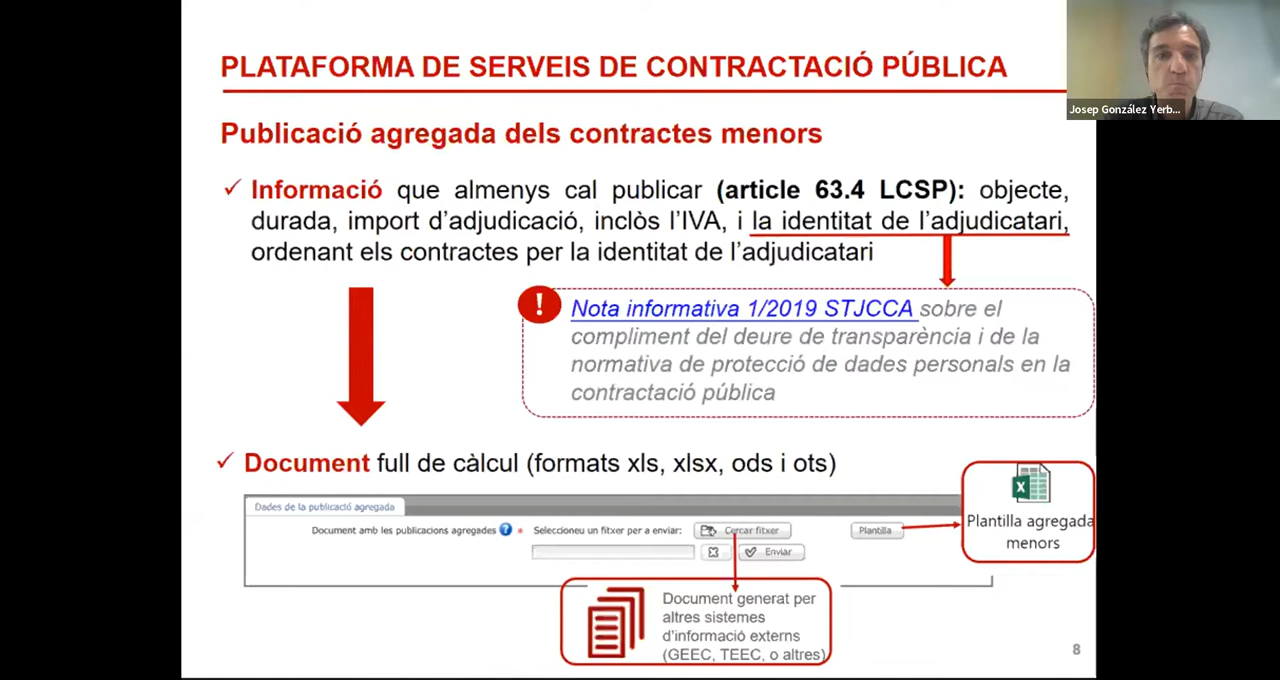 PLATAFORMA DE SERVEIS DE CONTRACTACIÓ PÚBLICA
Josep González Yerb...
Publicació agregada dels contractes menors
✓ Informació que almenys cal publicar (article 63.4 LCSP): objecte,
durada, import d'adjudicació, inclòs l'IVA, i la identitat de l'adjudicatari,
ordenant els contractes per la identitat de l'adjudicatari
! Nota informativa 1/2019 STJCCA sobre el
compliment del deure de transparència i de la
normativa de protecció de dades personals en la
contractació pública
✓ Document full de càlcul (formats xls, xlsx, ods i ots)
Dades de la publicació agregada
Document amb les publicacions agregades ? * Seleccioneu un fitxer per a enviar: Cercar fitxer Plantilla
Enviar
Plantilla agregada
menors
Document generat per
altres sistemes
d'informació externs
(GEEC, TEEC, o altres)
8